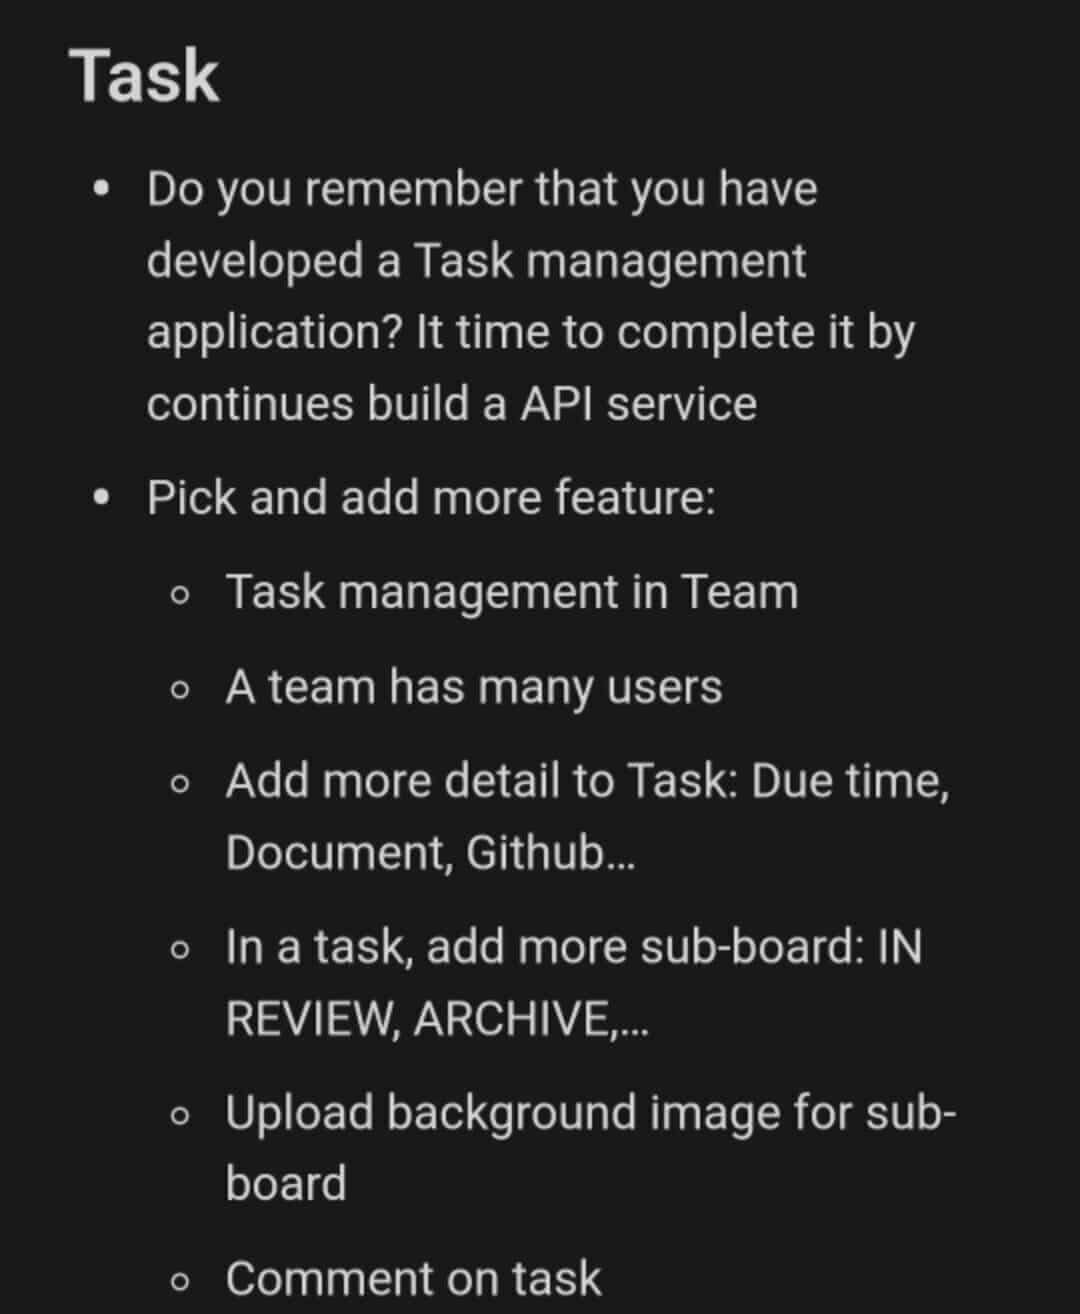 Task
• Do you remember that you have
developed a Task management
application? It time to complete it by
continues build a API service
• Pick and add more feature:
◦ Task management in Team
◦ A team has many users
◦ Add more detail to Task: Due time,
Document, Github...
◦ In a task, add more sub-board: IN
REVIEW, ARCHIVE,...
◦ Upload background image for sub-
board
◦ Comment on task